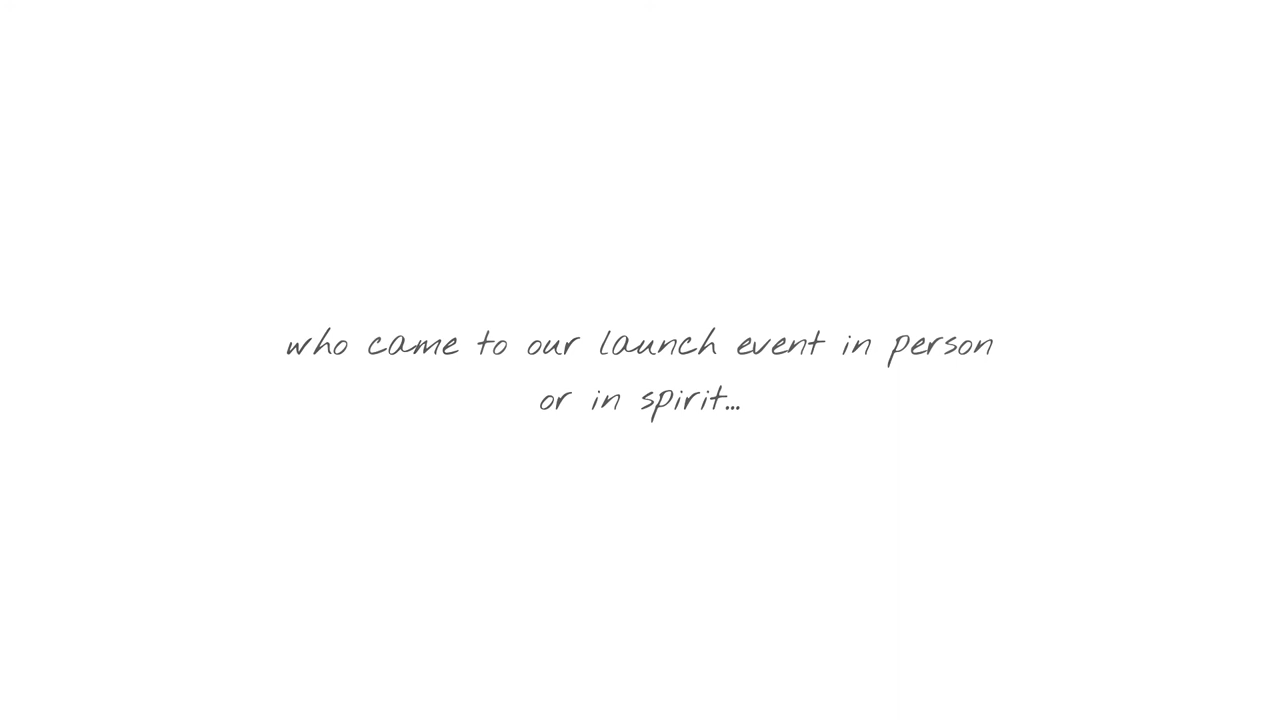 who came to our launch event in person
or in spirit...